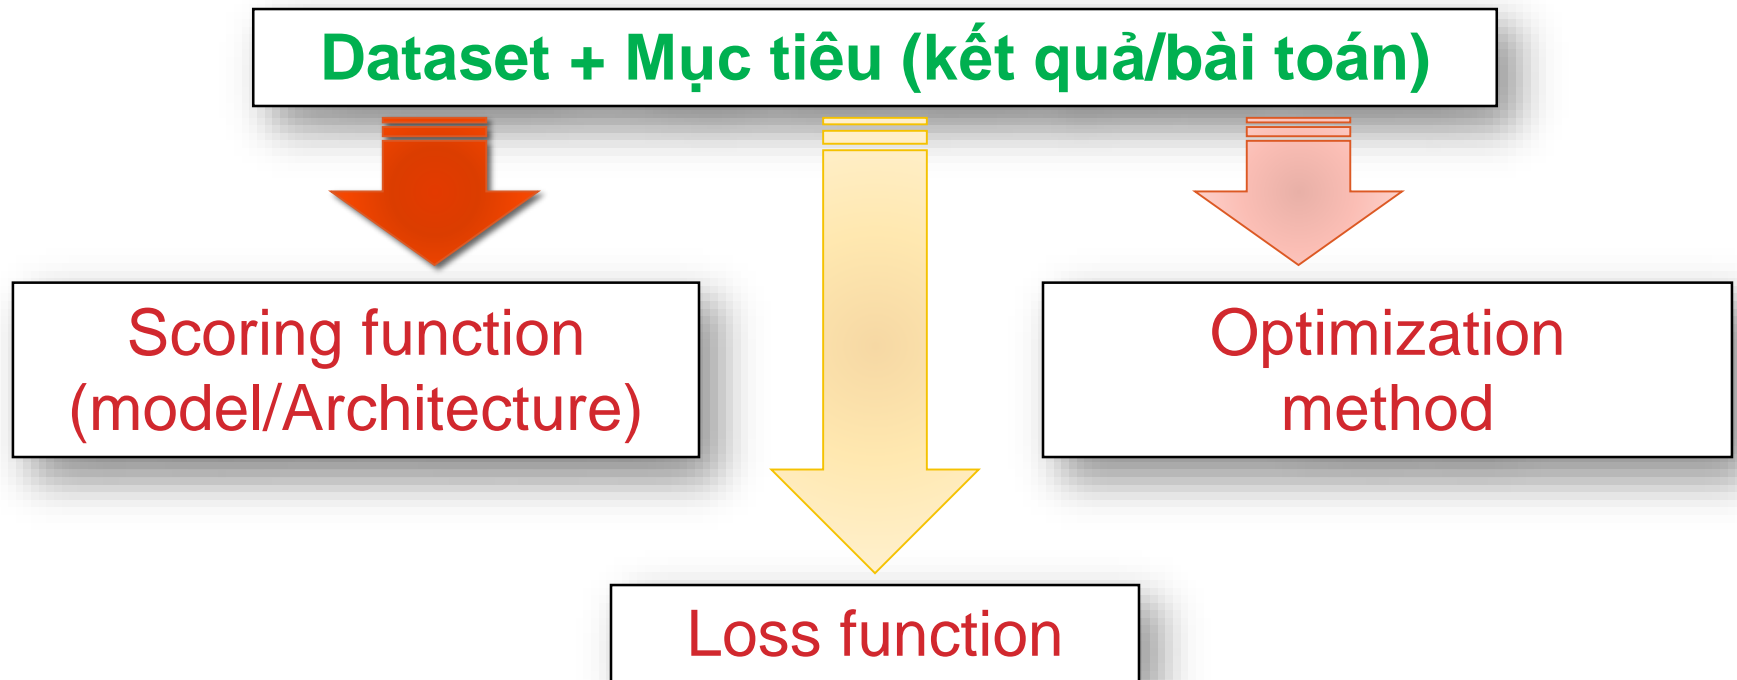 Dataset + Mục tiêu (kết quả/bài toán)
Scoring function
(model/Architecture)
Optimization
method
Loss function